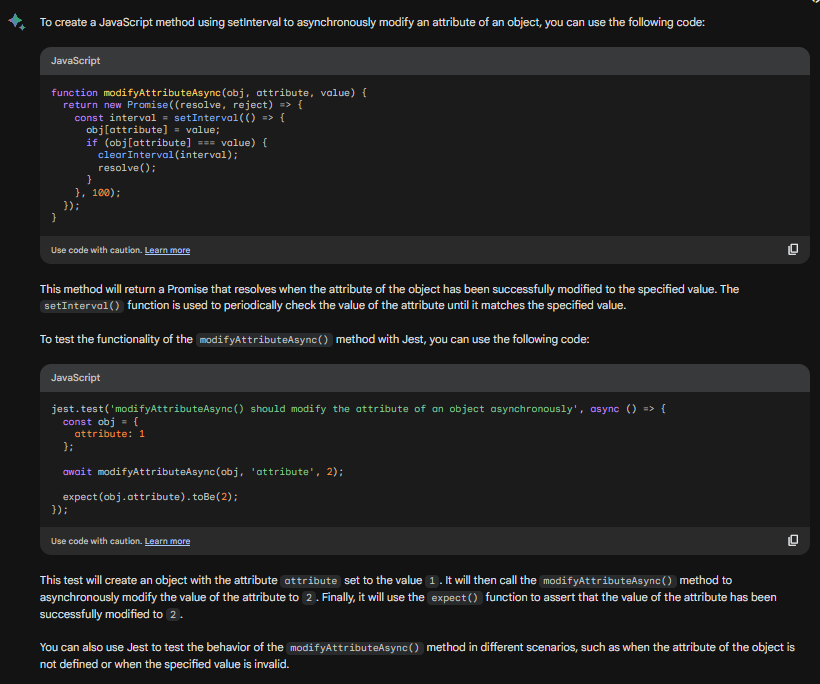 To create a JavaScript method using setInterval to asynchronously modify an attribute of an object, you can use the following code:
JavaScript
function modifyAttributeAsync(obj, attribute, value) {
  return new Promise((resolve, reject) => {
    const interval = setInterval(() => {
      obj[attribute] = value;
      if (obj[attribute] === value) {
        clearInterval(interval);
        resolve();
      }
    }, 100);
  });
}
Use code with caution. Learn more
This method will return a Promise that resolves when the attribute of the object has been successfully modified to the specified value. The
setInterval() function is used to periodically check the value of the attribute until it matches the specified value.
To test the functionality of the modifyAttributeAsync() method with Jest, you can use the following code:
JavaScript
jest.test('modifyAttributeAsync() should modify the attribute of an object asynchronously', async () => {
  const obj = {
    attribute: 1
  };
  await modifyAttributeAsync(obj, 'attribute', 2);
  expect(obj.attribute).toBe(2);
});
Use code with caution. Learn more
This test will create an object with the attribute attribute set to the value 1. It will then call the modifyAttributeAsync() method to
asynchronously modify the value of the attribute to 2. Finally, it will use the expect() function to assert that the value of the attribute has been
successfully modified to 2.
You can also use Jest to test the behavior of the modifyAttributeAsync() method in different scenarios, such as when the attribute of the object is
not defined or when the specified value is invalid.